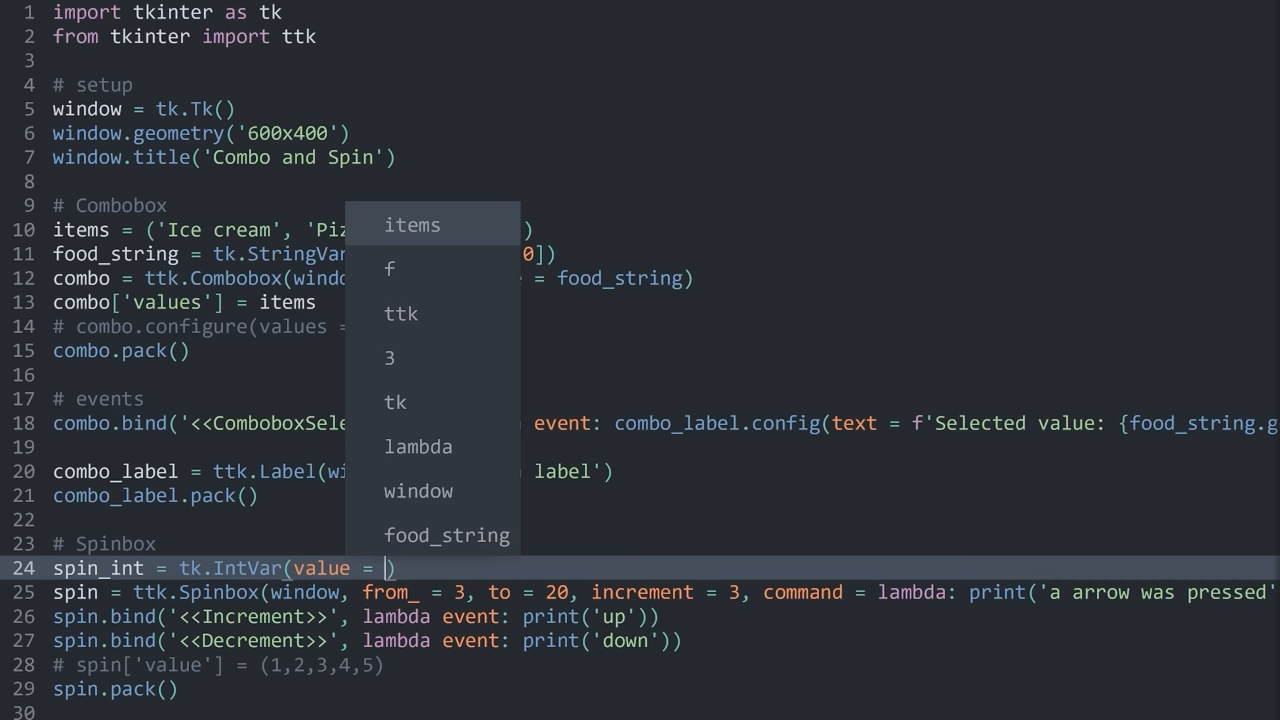 1 import tkinter as tk
2 from tkinter import ttk
3
4 # setup
5 window = tk.Tk()
6 window.geometry('600x400')
7 window.title('Combo and Spin')
8
9 # Combobox
10 items = ('Ice cream', 'Piz )
11 food_string = tk.StringVar 0])
12 combo = ttk.Combobox(windo = food_string)
13 combo['values'] = items
14 # combo.configure(values =
15 combo.pack()
16
17 # events
18 combo.bind('<<ComboboxSele event: combo_label.config(text = f'Selected value: {food_string.g
19
20 combo_label = ttk.Label(wi label')
21 combo_label.pack()
22
23 # Spinbox
24 spin_int = tk.IntVar(value = )
25 spin = ttk.Spinbox(window, from_ = 3, to = 20, increment = 3, command = lambda: print('a arrow was pressed'
26 spin.bind('<<Increment>>', lambda event: print('up'))
27 spin.bind('<<Decrement>>', lambda event: print('down'))
28 # spin['value'] = (1,2,3,4,5)
29 spin.pack()
30
items
f
ttk
3
tk
lambda
window
food_string